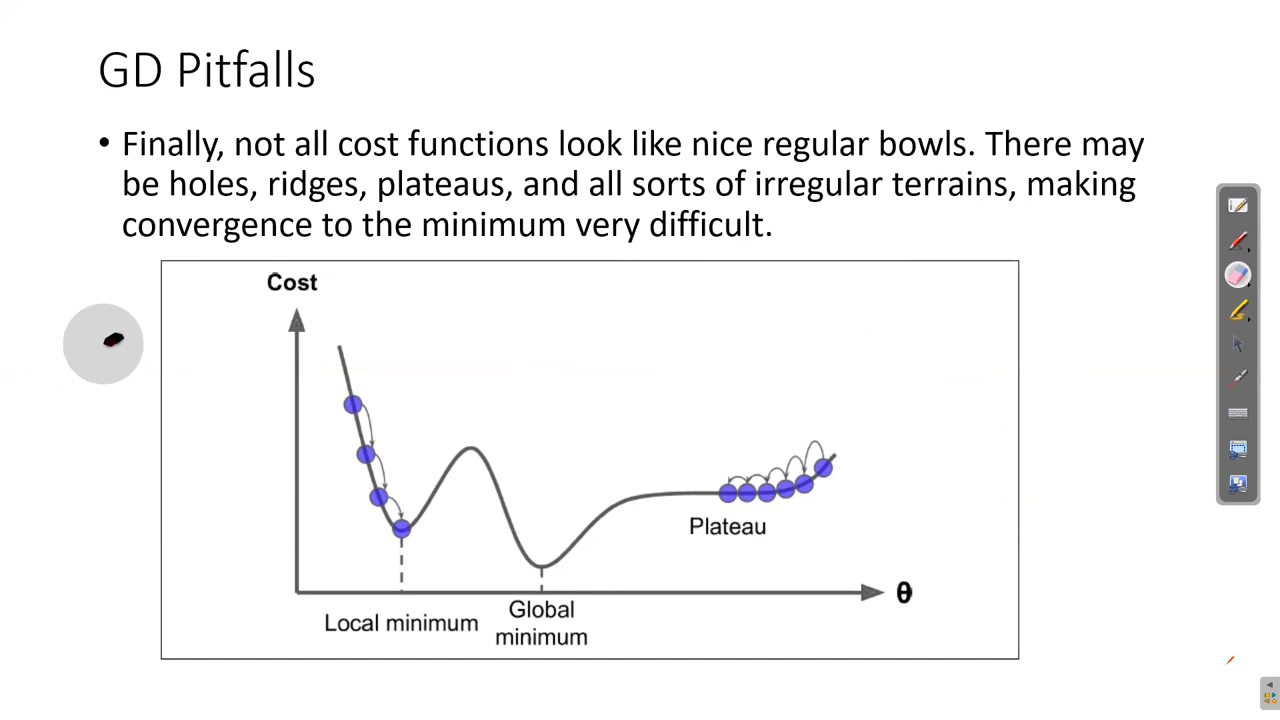 GD Pitfalls
• Finally, not all cost functions look like nice regular bowls. There may
be holes, ridges, plateaus, and all sorts of irregular terrains, making
convergence to the minimum very difficult.
Cost
Plateau
θ
Local minimum
Global
minimum